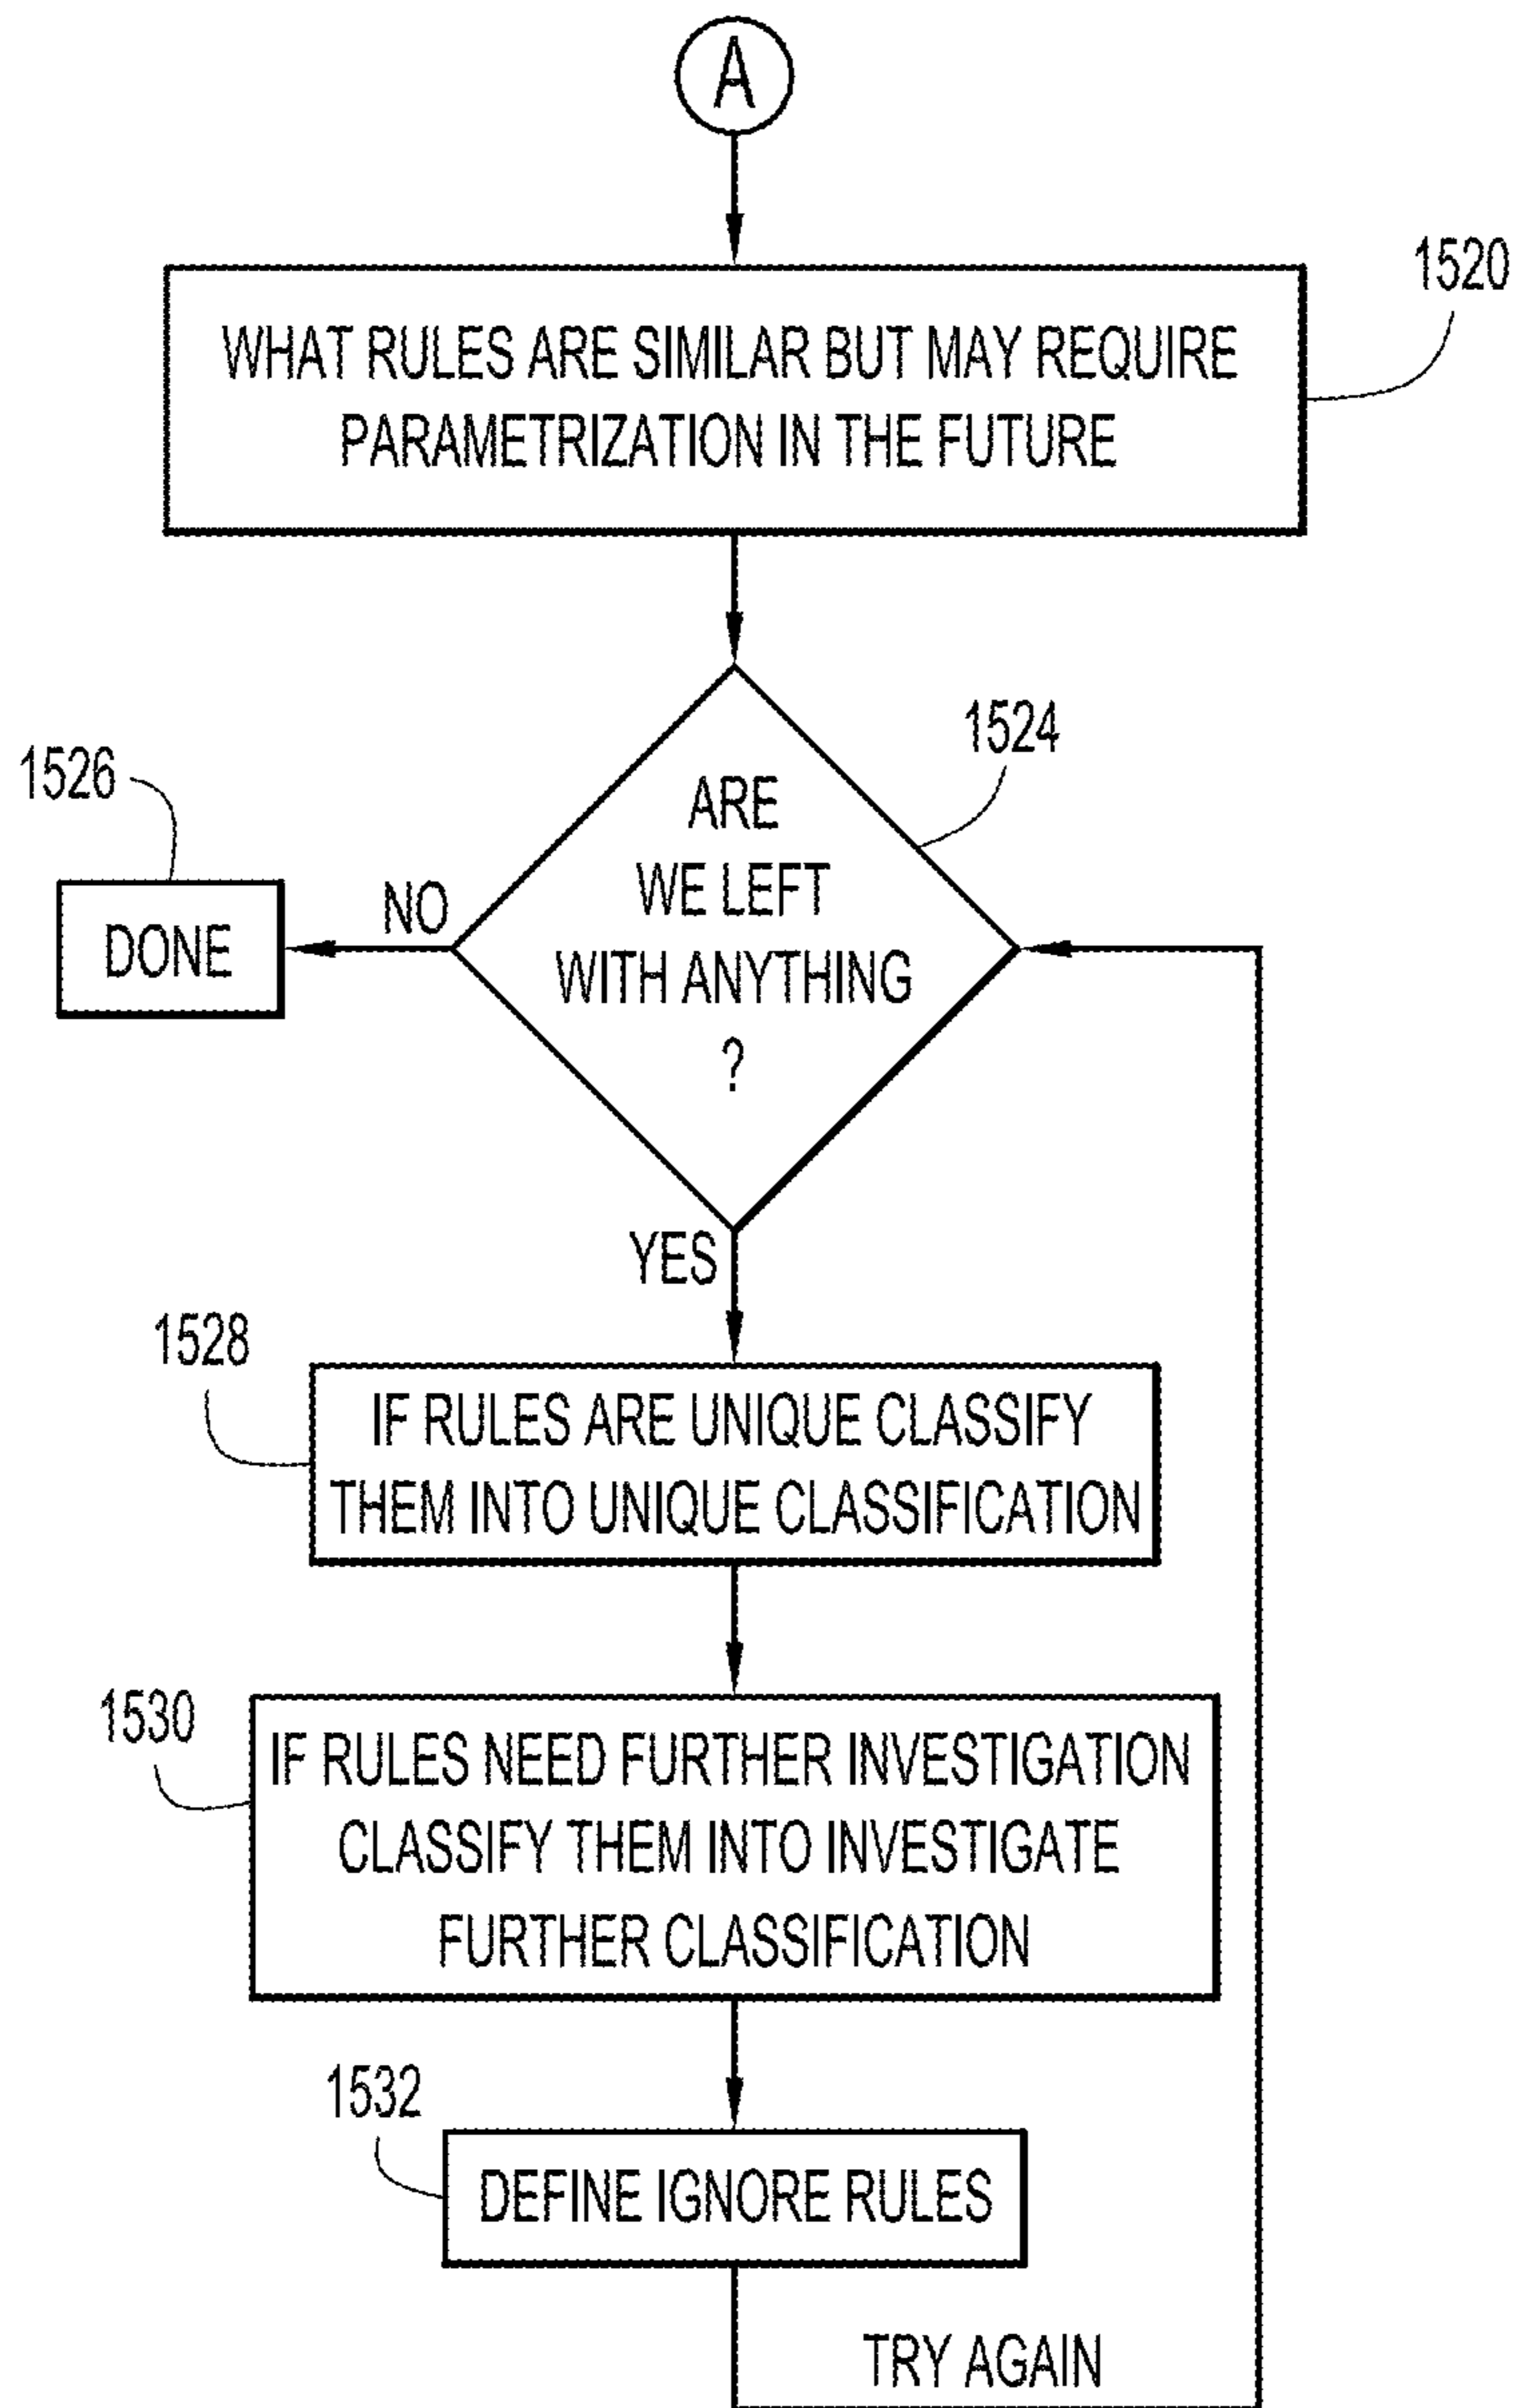 A
1520
WHAT RULES ARE SIMILAR BUT MAY REQUIRE
PARAMETRIZATION IN THE FUTURE
1524
1526
ARE
WE LEFT
WITH ANYTHING
?
NO
DONE
YES
1528
IF RULES ARE UNIQUE CLASSIFY
THEM INTO UNIQUE CLASSIFICATION
1530
IF RULES NEED FURTHER INVESTIGATION
CLASSIFY THEM INTO INVESTIGATE
FURTHER CLASSIFICATION
1532
DEFINE IGNORE RULES
TRY AGAIN